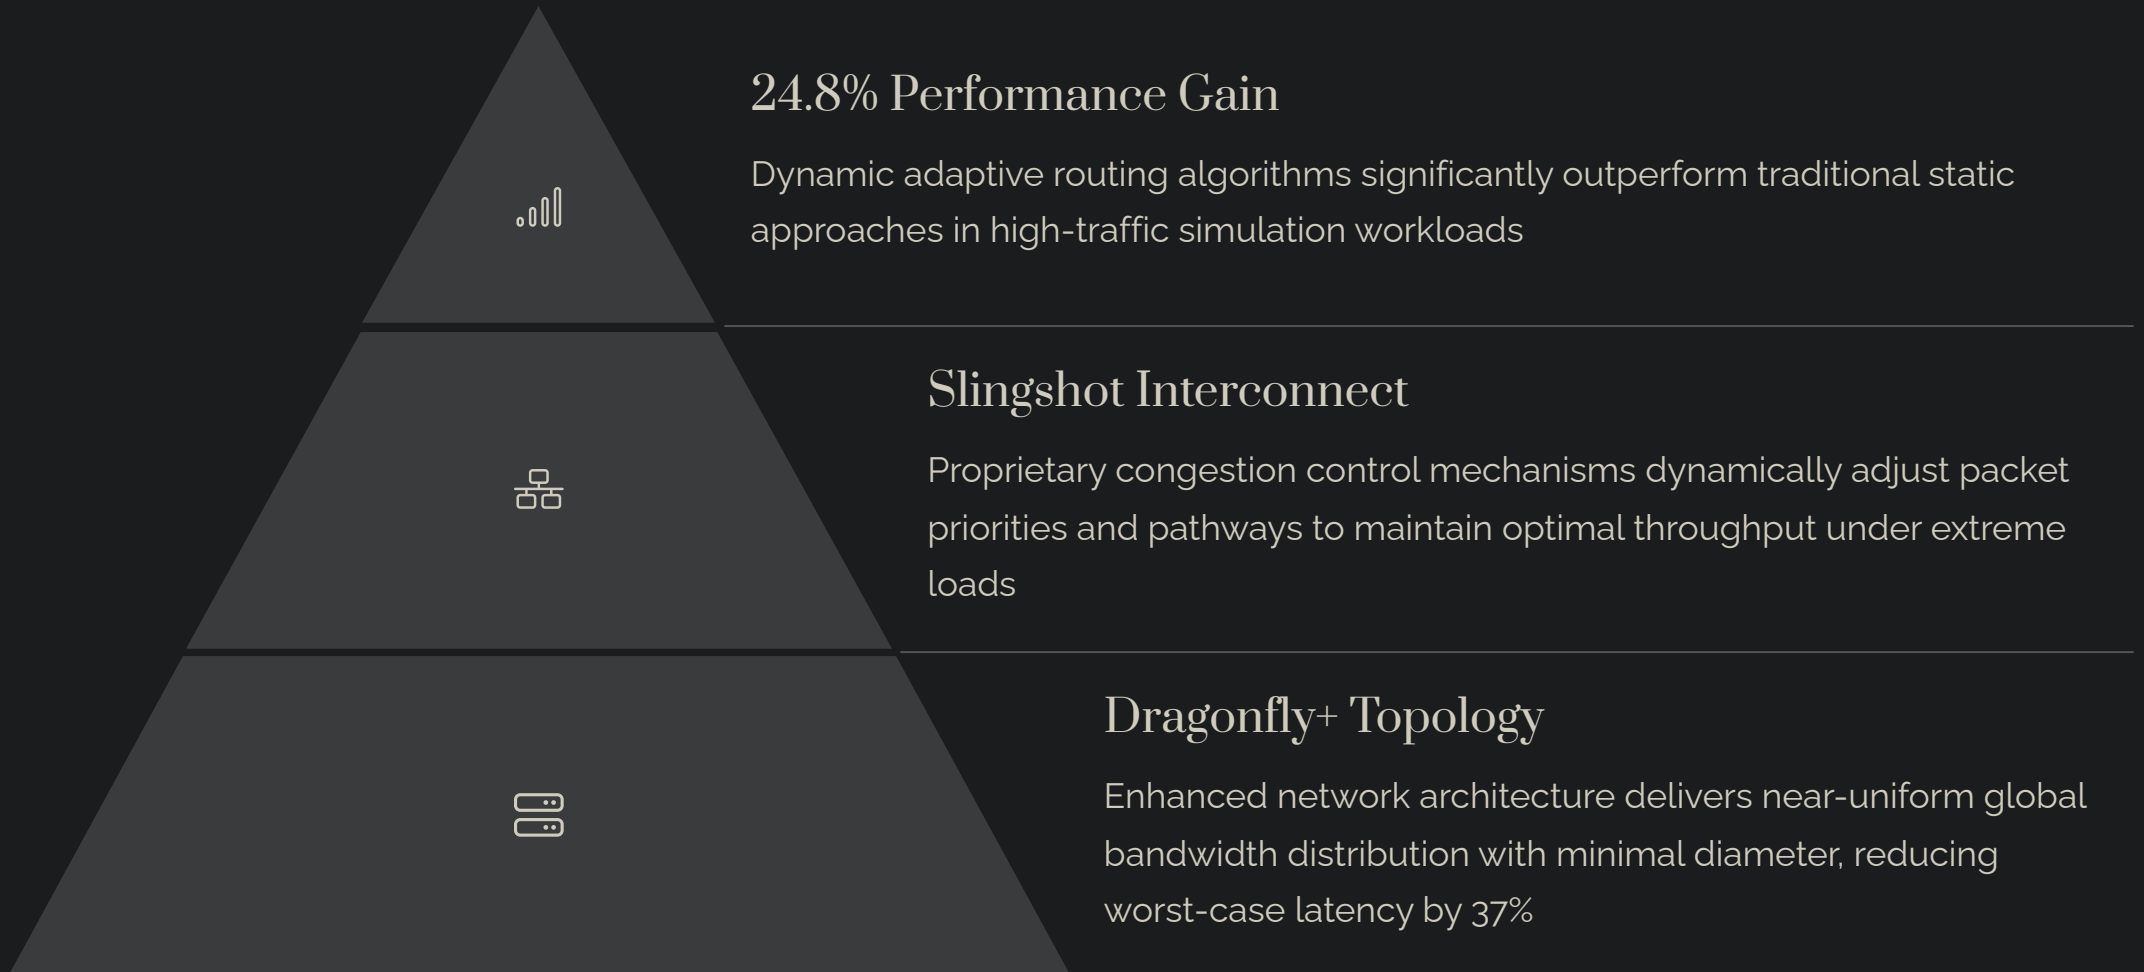 24.8% Performance Gain
Dynamic adaptive routing algorithms significantly outperform traditional static
approaches in high-traffic simulation workloads
Slingshot Interconnect
Proprietary congestion control mechanisms dynamically adjust packet
priorities and pathways to maintain optimal throughput under extreme
loads
Dragonfly+ Topology
Enhanced network architecture delivers near-uniform global
bandwidth distribution with minimal diameter, reducing
worst-case latency by 37%